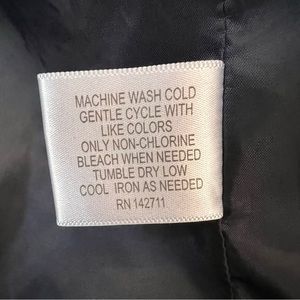 MACHINE WASH COLD
GENTLE CYCLE WITH
LIKE COLORS
ONLY NON-CHLORINE
BLEACH WHEN NEEDED
TUMBLE DRY LOW
COOL IRON AS NEEDED
RN 142711